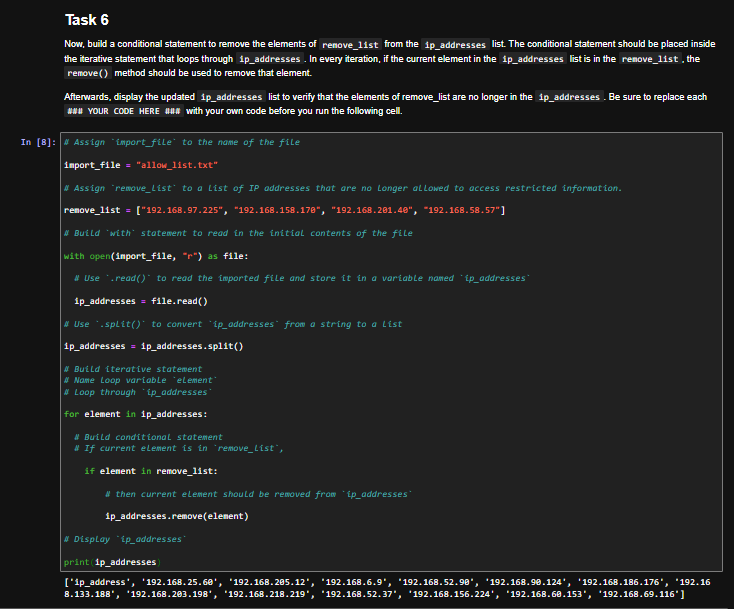 Task 6
Now, build a conditional statement to remove the elements of remove_list from the ip_addresses list. The conditional statement should be placed inside
the iterative statement that loops through ip_addresses . In every iteration, if the current element in the ip_addresses list is in the remove_list , the
remove() method should be used to remove that element.
Afterwards, display the updated ip_addresses list to verify that the elements of remove_list are no longer in the ip_addresses . Be sure to replace each
### YOUR CODE HERE ### with your own code before you run the following cell.
In [8]: # Assign `import_file` to the name of the file
import_file = "allow_list.txt"
# Assign `remove_list` to a list of IP addresses that are no longer allowed to access restricted information.
remove_list = ["192.168.97.225", "192.168.158.170", "192.168.201.40", "192.168.58.57"]
# Build `with` statement to read in the initial contents of the file
with open(import_file, "r") as file:
# Use `.read()` to read the imported file and store it in a variable named `ip_addresses`
ip_addresses = file.read()
# Use `.split()` to convert `ip_addresses` from a string to a list
ip_addresses = ip_addresses.split()
# Build iterative statement
# Name loop variable `element`
# Loop through `ip_addresses`
for element in ip_addresses:
# Build conditional statement
# If current element is in `remove_list`,
if element in remove_list:
# then current element should be removed from `ip_addresses`
ip_addresses.remove(element)
# Display `ip_addresses`
print(ip_addresses)
['ip_address', '192.168.25.60', '192.168.205.12', '192.168.6.9', '192.168.52.90', '192.168.90.124', '192.168.186.176', '192.16
8.133.188', '192.168.203.198', '192.168.218.219', '192.168.52.37', '192.168.156.224', '192.168.60.153', '192.168.69.116']